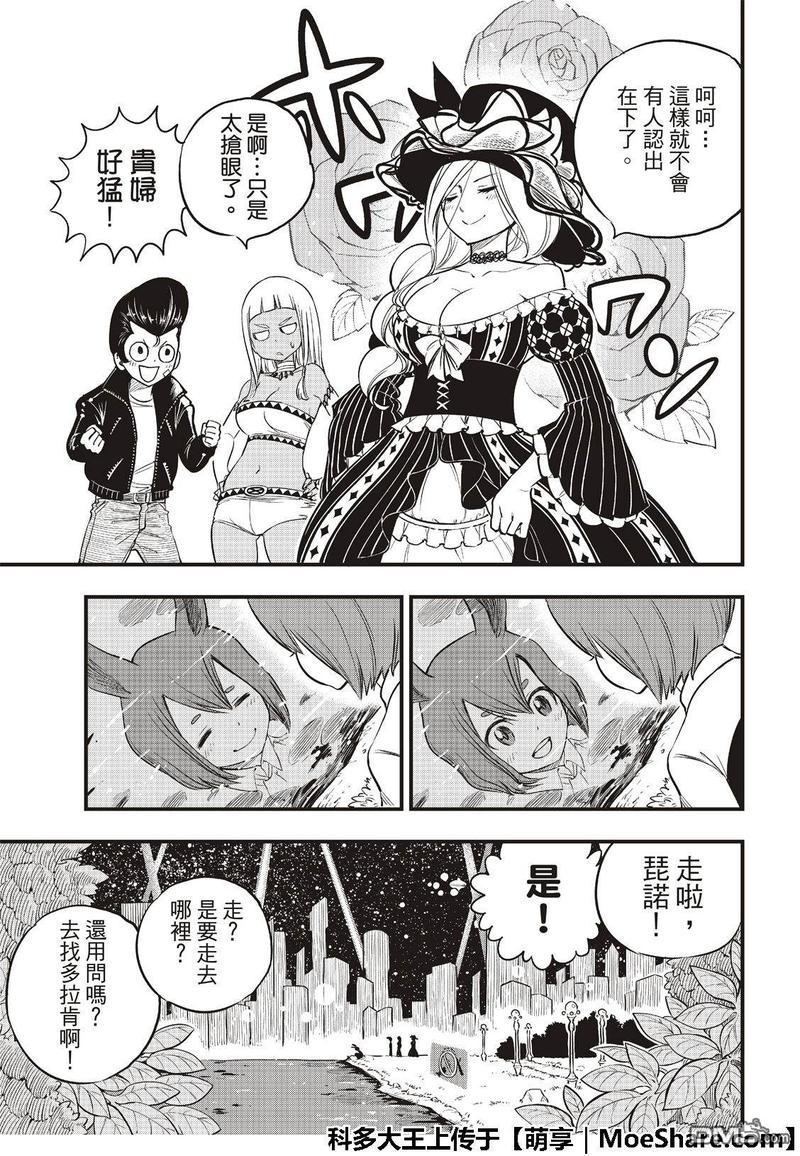 呵呵…
這樣就不會
有人認出
在下了。
ホ
ワン
是啊…只是
太搶眼了。
貴婦
好猛！
走啦，
琵諾！
是！
走？
是要走去
哪裡？
還用問嗎？
去找多拉肯啊！
科多大王上传于【萌享｜MoeShare.com】